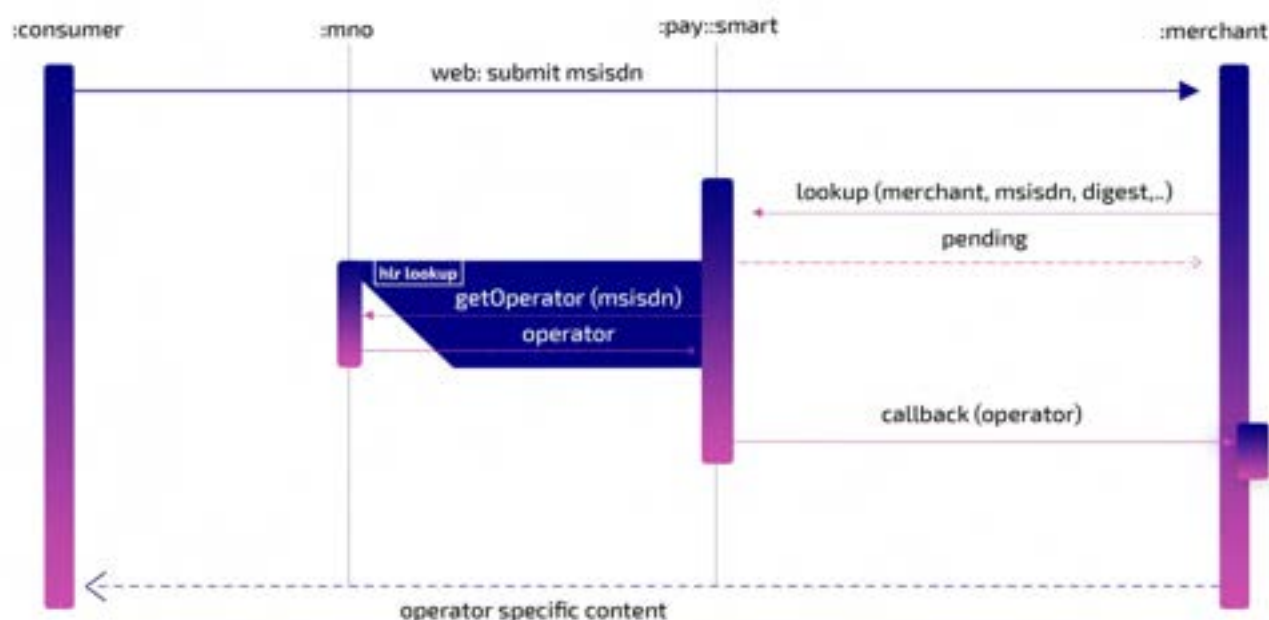 :consumer
:mno
:pay::smart
:merchant
web: submit msisdn
lookup (merchant, msisdn, digest,..)
pending
hlr lookup
getOperator (msisdn)
operator
callback (operator)
operator specific content